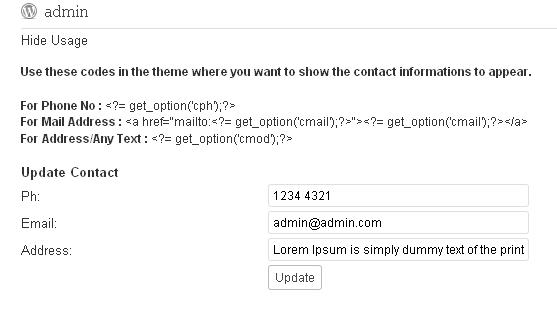 admin
Hide Usage
Use these codes in the theme where you want to show the contact informations to appear.
For Phone No : <?= get_option('cph');?>
For Mail Address : <a href="mailto:<?= get_option('cmail');?>"><?= get_option('cmail');?></a>
For Address/Any Text : <?= get_option('cmod');?>
Update Contact
Ph: 1234 4321
Email: admin@admin.com
Address: Lorem Ipsum is simply dummy text of the print
Update